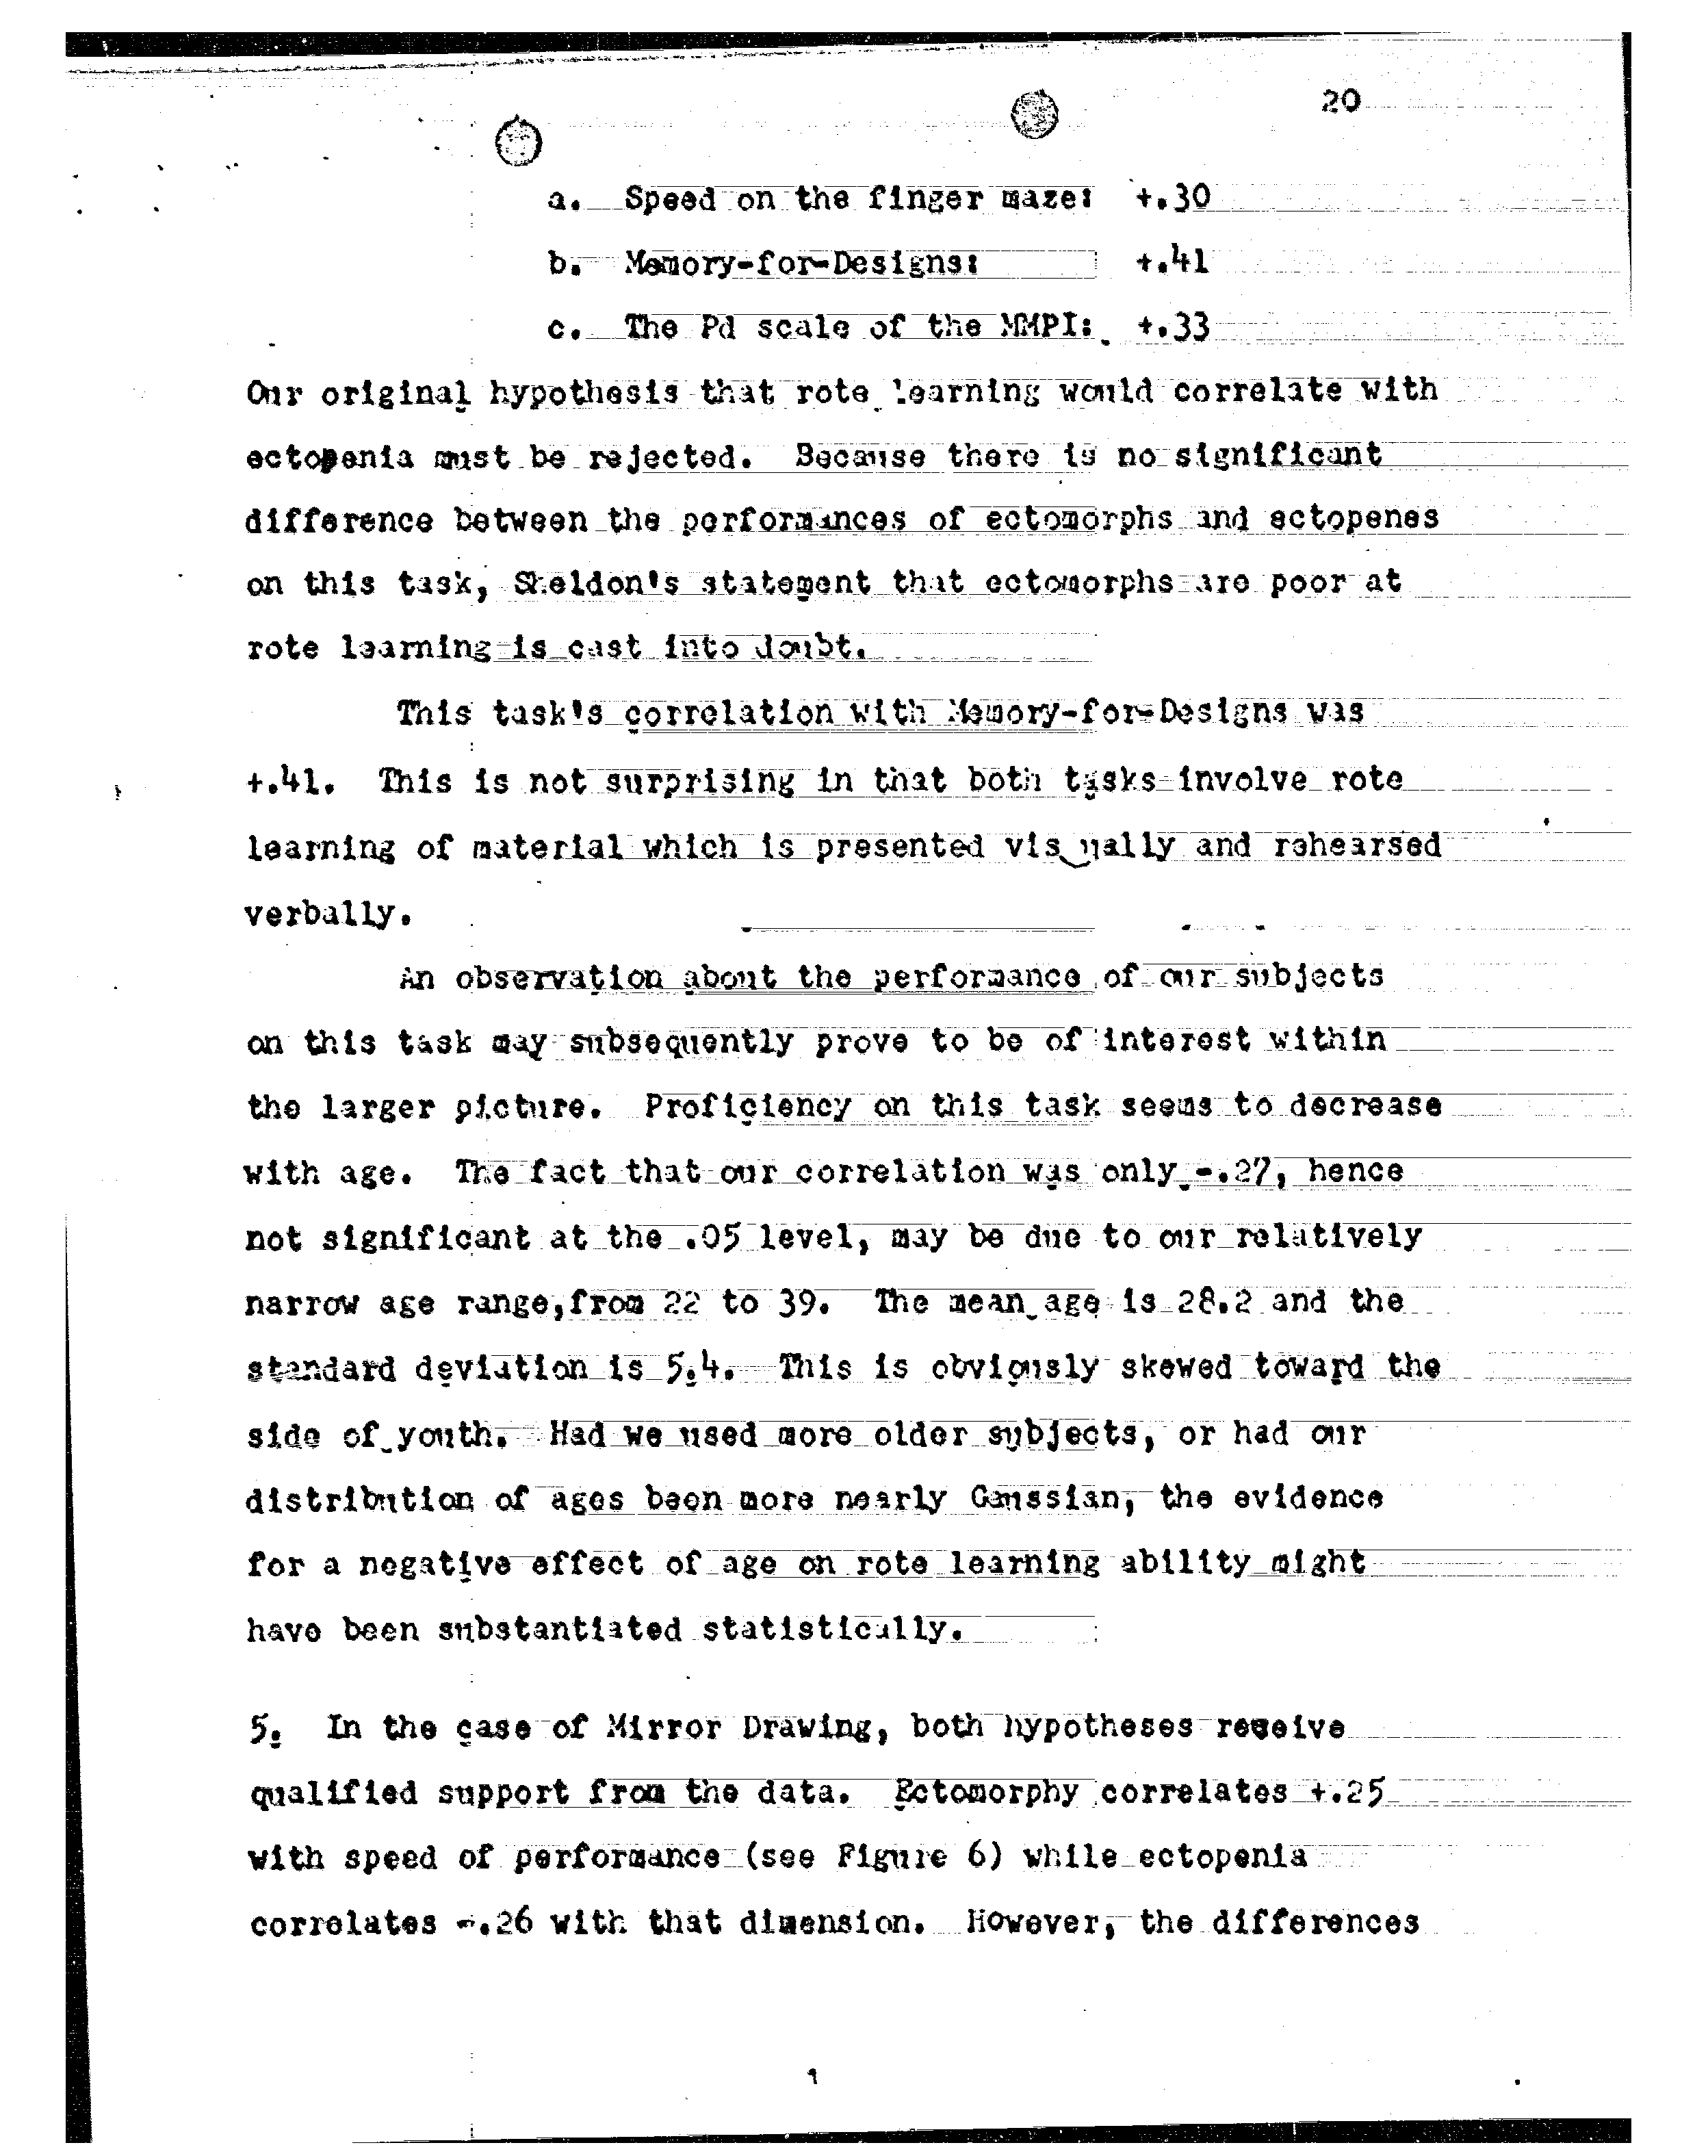 20
a. Speed on the finger maze: +.30
b. Memory-for-Designs: +.41
c. The Pd scale of the MMPI: +.33
Our original hypothesis that rote learning would correlate with
ectopenia must be rejected. Because there is no significant
difference between the performances of ectomorphs and ectopenes
on this task, Sheldon's statement that ectomorphs are poor at
rote learning is cast into doubt.
This task's correlation with Memory-for-Designs was
+.41. This is not surprising in that both tasks involve rote
learning of material which is presented visually and rehearsed
verbally.
An observation about the performance of our subjects
on this task may subsequently prove to be of interest within
the larger picture. Proficiency on this task seems to decrease
with age. The fact that our correlation was only -.27, hence
not significant at the .05 level, may be due to our relatively
narrow age range, from 22 to 39. The mean age is 28.2 and the
standard deviation is 5.4. This is obviously skewed toward the
side of youth. Had we used more older subjects, or had our
distribution of ages been more nearly Gaussian, the evidence
for a negative effect of age on rote learning ability might
have been substantiated statistically.
5. In the case of Mirror Drawing, both hypotheses receive
qualified support from the data. Ectomorphy correlates +.25
with speed of performance (see Figure 6) while ectopenia
correlates -.26 with that dimension. However, the differences